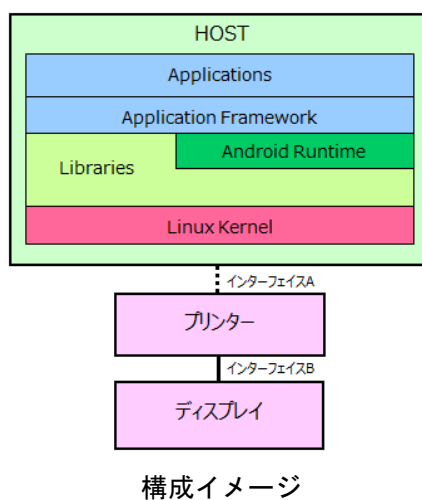 HOST
Applications
Application Framework
Android Runtime
Libraries
Linux Kernel
インターフェイスA
プリンター
インターフェイスB
ディスプレイ
構成イメージ